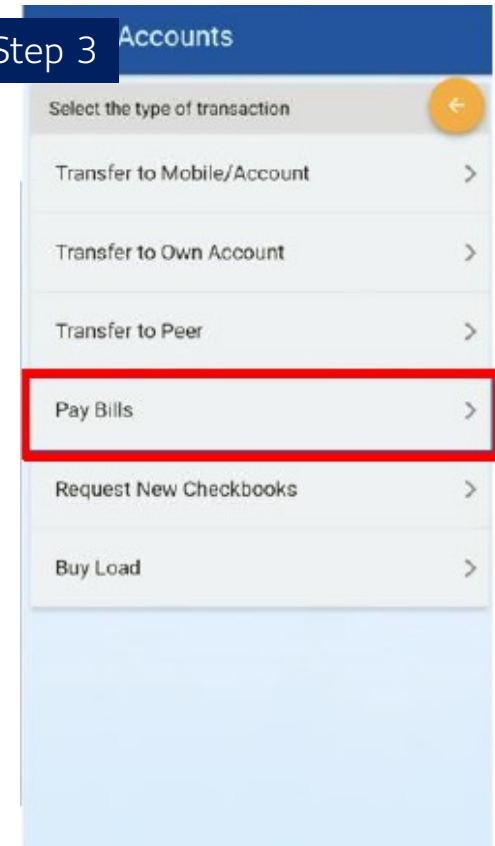 Step 3
Accounts
Select the type of transaction
Transfer to Mobile/Account
Transfer to Own Account
Transfer to Peer
Pay Bills
Request New Checkbooks
Buy Load